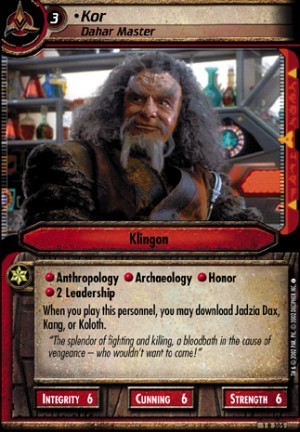 3
•Kor
Dahar Master
Klingon
• Anthropology • Archaeology • Honor
• 2 Leadership
When you play this personnel, you may download Jadzia Dax,
Kang, or Koloth.
"The splendor of fighting and killing, a bloodbath in the cause of
vengeance – who wouldn't want to come!"
INTEGRITY 6
CUNNING 6
STRENGTH 6